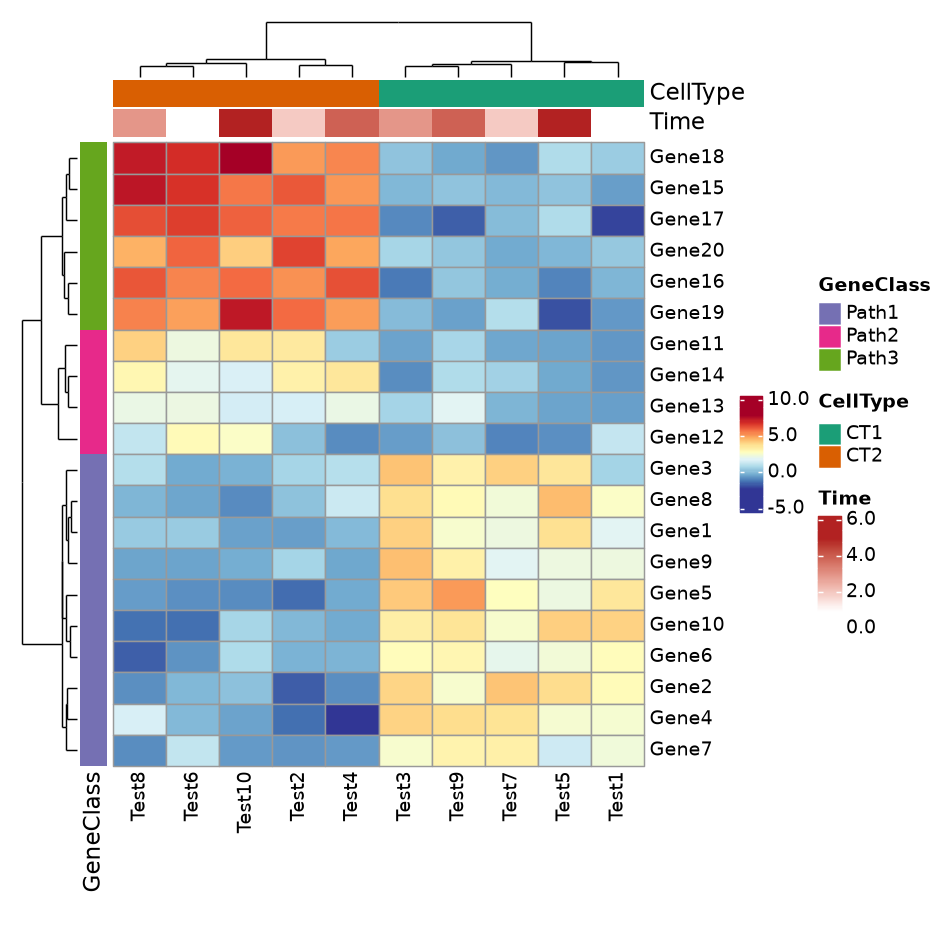 CellType
Time
Gene18
Gene15
Gene17
Gene20
Gene16
Gene19
Gene11
Gene14
Gene13
Gene12
Gene3
Gene8
Gene1
Gene9
Gene5
Gene10
Gene6
Gene2
Gene4
Gene7
Test8
Test6
Test10
Test2
Test4
Test3
Test9
Test7
Test5
Test1
GeneClass
10.0
5.0
0.0
-5.0
GeneClass
Path1
Path2
Path3
CellType
CT1
CT2
Time
6.0
4.0
2.0
0.0